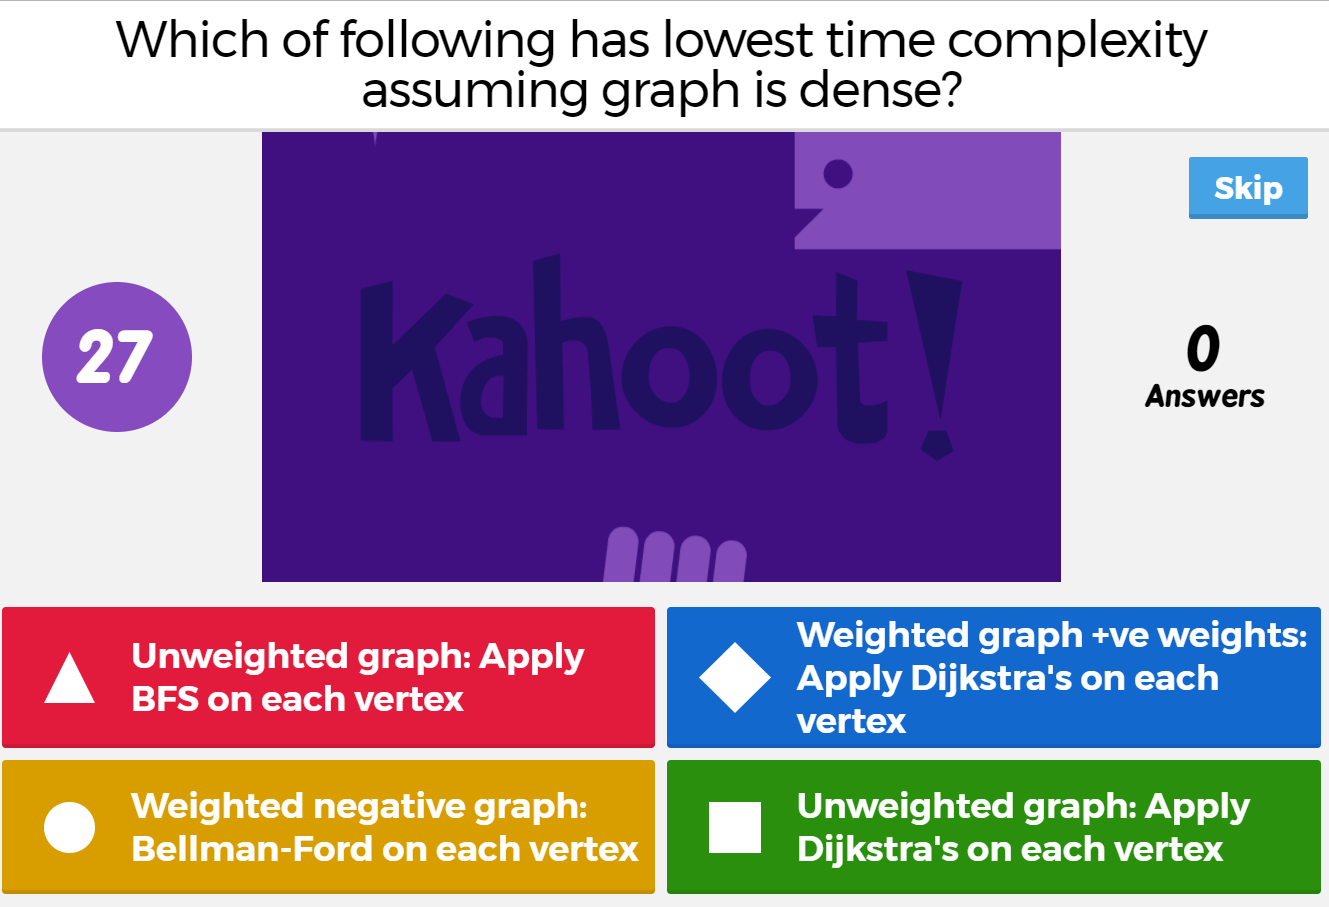 Which of following has lowest time complexity
assuming graph is dense?
Skip
27
Kahoot!
0
Answers
Unweighted graph: Apply
BFS on each vertex
Weighted graph +ve weights:
Apply Dijkstra's on each
vertex
Weighted negative graph:
Bellman-Ford on each vertex
Unweighted graph: Apply
Dijkstra's on each vertex